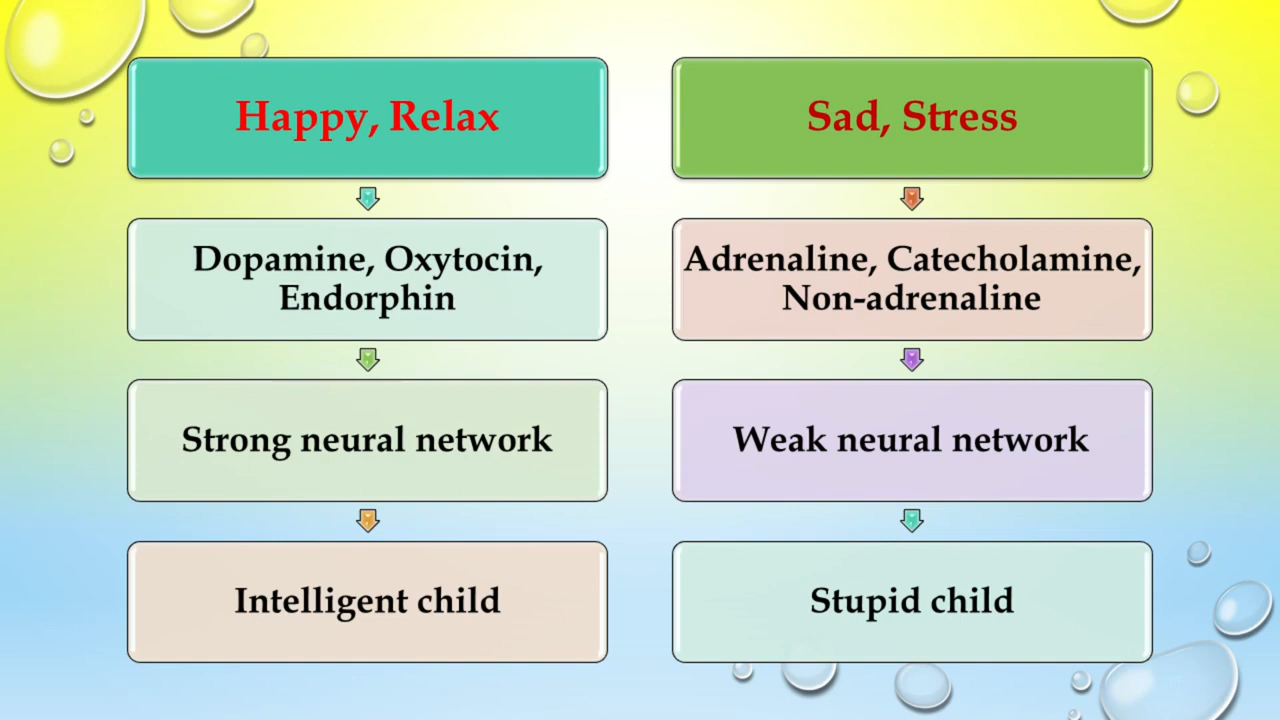 Happy, Relax
Dopamine, Oxytocin,
Endorphin
Strong neural network
Intelligent child
Sad, Stress
Adrenaline, Catecholamine,
Non-adrenaline
Weak neural network
Stupid child